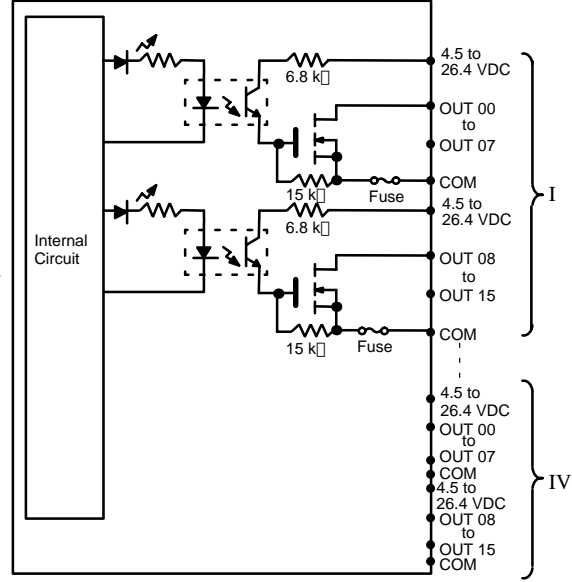 4.5 to
26.4 VDC
6.8 k▯
OUT 00
to
OUT 07
COM
15 k▯
Fuse
I
4.5 to
26.4 VDC
6.8 k▯
Internal
Circuit
OUT 08
to
OUT 15
COM
15 k▯
Fuse
4.5 to
26.4 VDC
OUT 00
to
OUT 07
COM
4.5 to
26.4 VDC
OUT 08
to
OUT 15
COM
IV